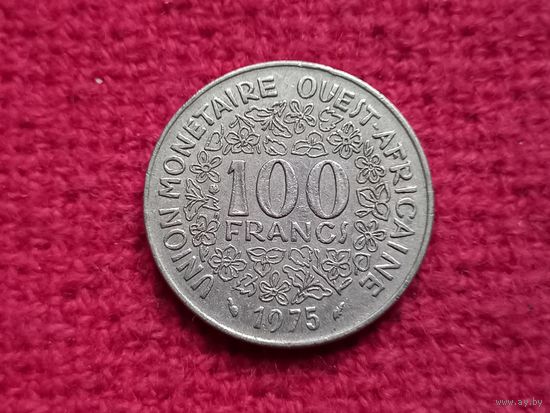 UNION MONETAIRE OUEST-AFRICAINE
100
FRANCS
1975
www.ay.by